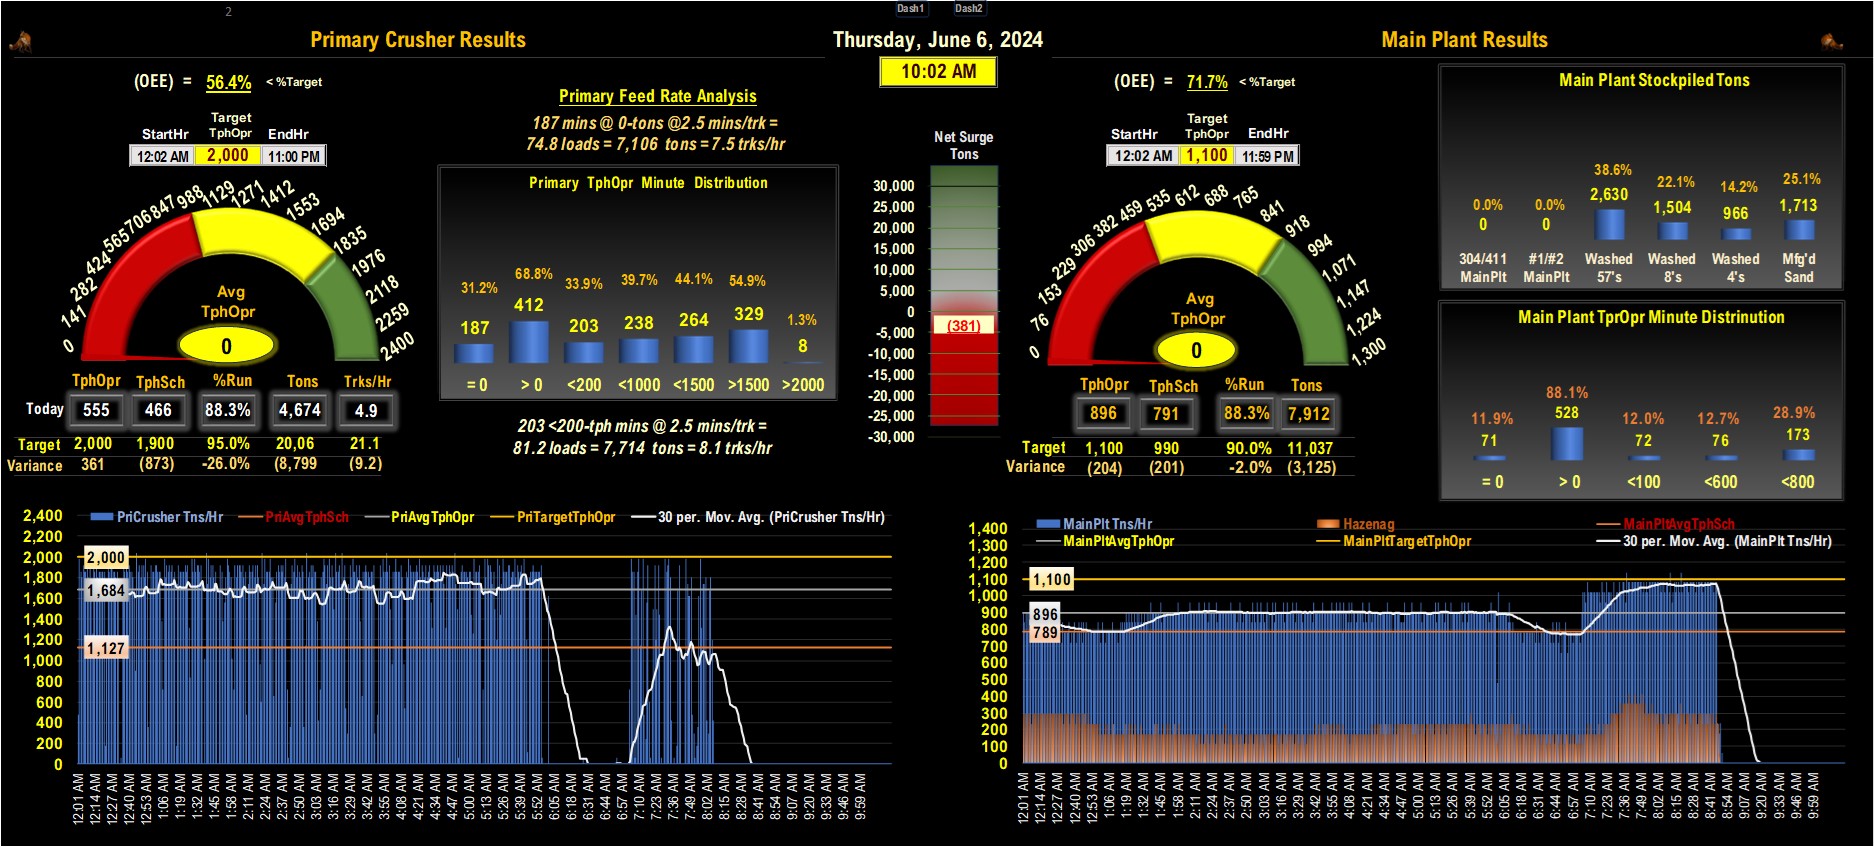 2
Dash1 Dash2
Primary Crusher Results
Thursday, June 6, 2024
Main Plant Results
10:02 AM
(OEE) = 56.4% < %Target
Target
StartHr TphOpr EndHr
12:02 AM 2,000 11:00 PM
0 141 282 424 565 706 847 988 1129 1271 1412 1553 1694 1835 1976 2118 2259 2400
Avg
TphOpr
0
TphOpr TphSch %Run Tons Trks/Hr
Today 555 466 88.3% 4,674 4.9
Target 2,000 1,900 95.0% 20,06 21.1
Variance 361 (873) -26.0% (8,799 (9.2)
Primary Feed Rate Analysis
187 mins @ 0-tons @2.5 mins/trk =
74.8 loads = 7,106 tons = 7.5 trks/hr
Primary TphOpr Minute Distribution
31.2% 68.8% 33.9% 39.7% 44.1% 54.9% 1.3%
187 412 203 238 264 329 8
= 0 > 0 <200 <1000 <1500 >1500 >2000
203 <200-tph mins @ 2.5 mins/trk =
81.2 loads = 7,714 tons = 8.1 trks/hr
Net Surge
Tons
30,000
25,000
20,000
15,000
10,000
5,000
0
(381)
-5,000
-10,000
-15,000
-20,000
-25,000
-30,000
(OEE) = 71.7% < %Target
Target
StartHr TphOpr EndHr
12:02 AM 1,100 11:59 PM
0 76 153 229 306 382 459 535 612 688 765 841 918 994 1,071 1,147 1,224 1,300
Avg
TphOpr
0
TphOpr TphSch %Run Tons
896 791 88.3% 7,912
Target 1,100 990 90.0% 11,037
Variance (204) (201) -2.0% (3,125)
Main Plant Stockpiled Tons
0.0% 0.0% 38.6% 22.1% 14.2% 25.1%
0 0 2,630 1,504 966 1,713
304/411 #1/#2 Washed Washed Washed Mfg'd
MainPlt MainPlt 57's 8's 4's Sand
Main Plant TprOpr Minute Distrinution
11.9% 88.1% 12.0% 12.7% 28.9%
71 528 72 76 173
= 0 > 0 <100 <600 <800
PriCrusher Tns/Hr PriAvgTphSch PriAvgTphOpr PriTargetTphOpr 30 per. Mov. Avg. (PriCrusher Tns/Hr)
2,400
2,200
2,000
1,800
1,600
1,400
1,200
1,000
800
600
400
200
0
2,000
1,684
1,127
12:01 AM 12:14 AM 12:27 AM 12:40 AM 12:53 AM 1:06 AM 1:19 AM 1:32 AM 1:45 AM 1:58 AM 2:11 AM 2:24 AM 2:37 AM 2:50 AM 3:03 AM 3:16 AM 3:29 AM 3:42 AM 3:55 AM 4:08 AM 4:21 AM 4:34 AM 4:47 AM 5:00 AM 5:13 AM 5:26 AM 5:39 AM 5:52 AM 6:05 AM 6:18 AM 6:31 AM 6:44 AM 6:57 AM 7:10 AM 7:23 AM 7:36 AM 7:49 AM 8:02 AM 8:15 AM 8:28 AM 8:41 AM 8:54 AM 9:07 AM 9:20 AM 9:33 AM 9:46 AM 9:59 AM
MainPlt Tns/Hr Hazenag MainPltAvgTphSch
MainPltAvgTphOpr MainPltTargetTphOpr 30 per. Mov. Avg. (MainPlt Tns/Hr)
1,400
1,300
1,200
1,100
1,000
900
800
700
600
500
400
300
200
100
0
1,100
896
789
12:01 AM 12:14 AM 12:27 AM 12:40 AM 12:53 AM 1:06 AM 1:19 AM 1:32 AM 1:45 AM 1:58 AM 2:11 AM 2:24 AM 2:37 AM 2:50 AM 3:03 AM 3:16 AM 3:29 AM 3:42 AM 3:55 AM 4:08 AM 4:21 AM 4:34 AM 4:47 AM 5:00 AM 5:13 AM 5:26 AM 5:39 AM 5:52 AM 6:05 AM 6:18 AM 6:31 AM 6:44 AM 6:57 AM 7:10 AM 7:23 AM 7:36 AM 7:49 AM 8:02 AM 8:15 AM 8:28 AM 8:41 AM 8:54 AM 9:07 AM 9:20 AM 9:33 AM 9:46 AM 9:59 AM